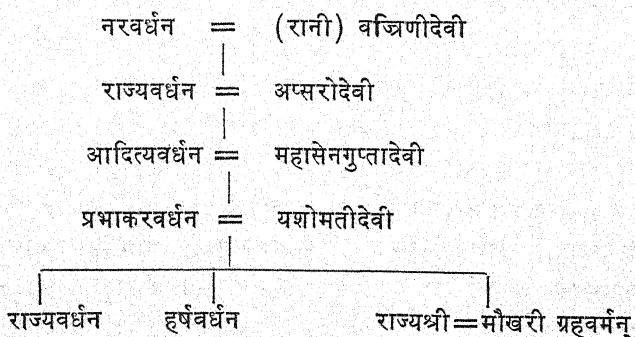 नरवर्धन = (रानी) वज्रिणीदेवी
राज्यवर्धन = अप्सरोदेवी
आदित्यवर्धन = महासेनगुप्तादेवी
प्रभाकरवर्धन = यशोमतीदेवी
राज्यवर्धन हर्षवर्धन राज्यश्री = मौखरी ग्रहवर्मन्